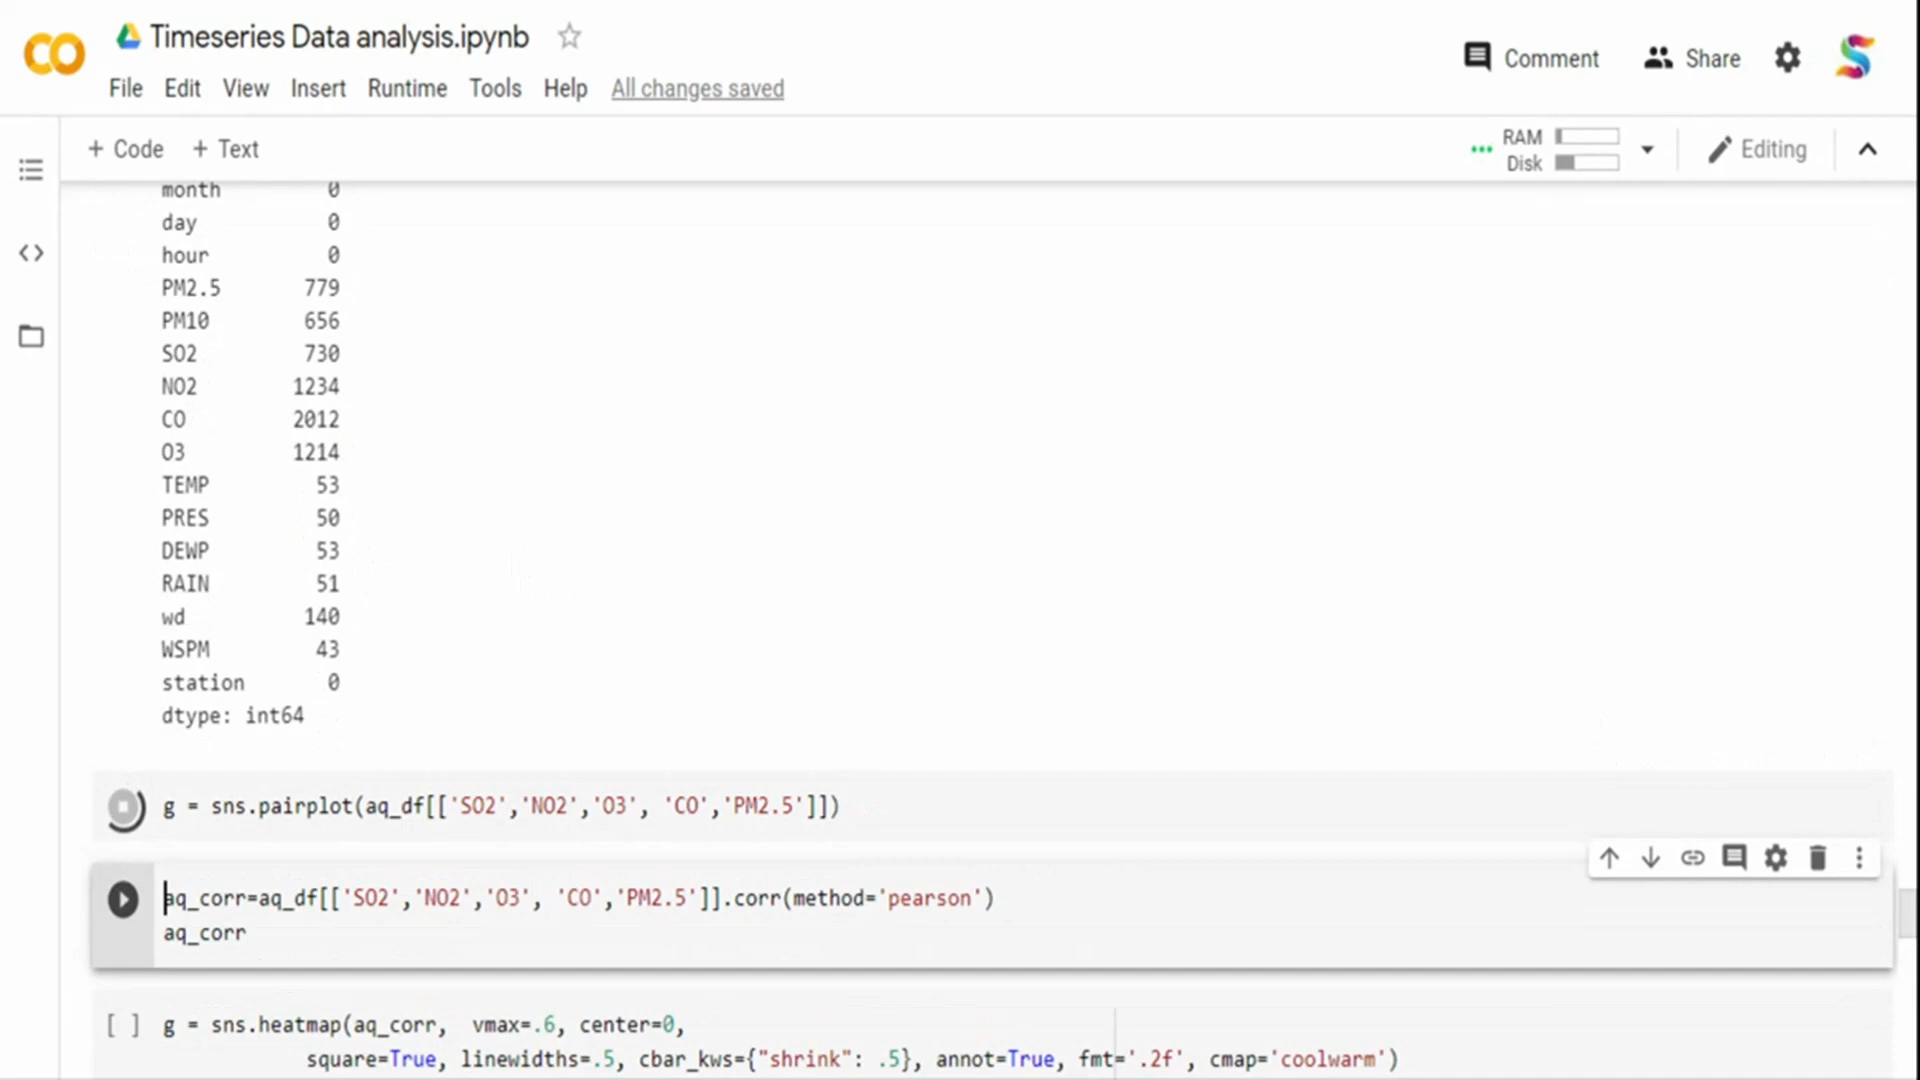 Timeseries Data analysis.ipynb
File Edit View Insert Runtime Tools Help All changes saved
Comment Share
+ Code + Text
RAM
Disk
Editing
month 0
day 0
hour 0
PM2.5 779
PM10 656
SO2 730
NO2 1234
CO 2012
O3 1214
TEMP 53
PRES 50
DEWP 53
RAIN 51
wd 140
WSPM 43
station 0
dtype: int64
g = sns.pairplot(aq_df[['SO2','NO2','O3', 'CO','PM2.5']])
aq_corr=aq_df[['SO2','NO2','O3', 'CO','PM2.5']].corr(method='pearson')
aq_corr
[ ] g = sns.heatmap(aq_corr, vmax=.6, center=0,
square=True, linewidths=.5, cbar_kws={"shrink": .5}, annot=True, fmt='.2f', cmap='coolwarm')